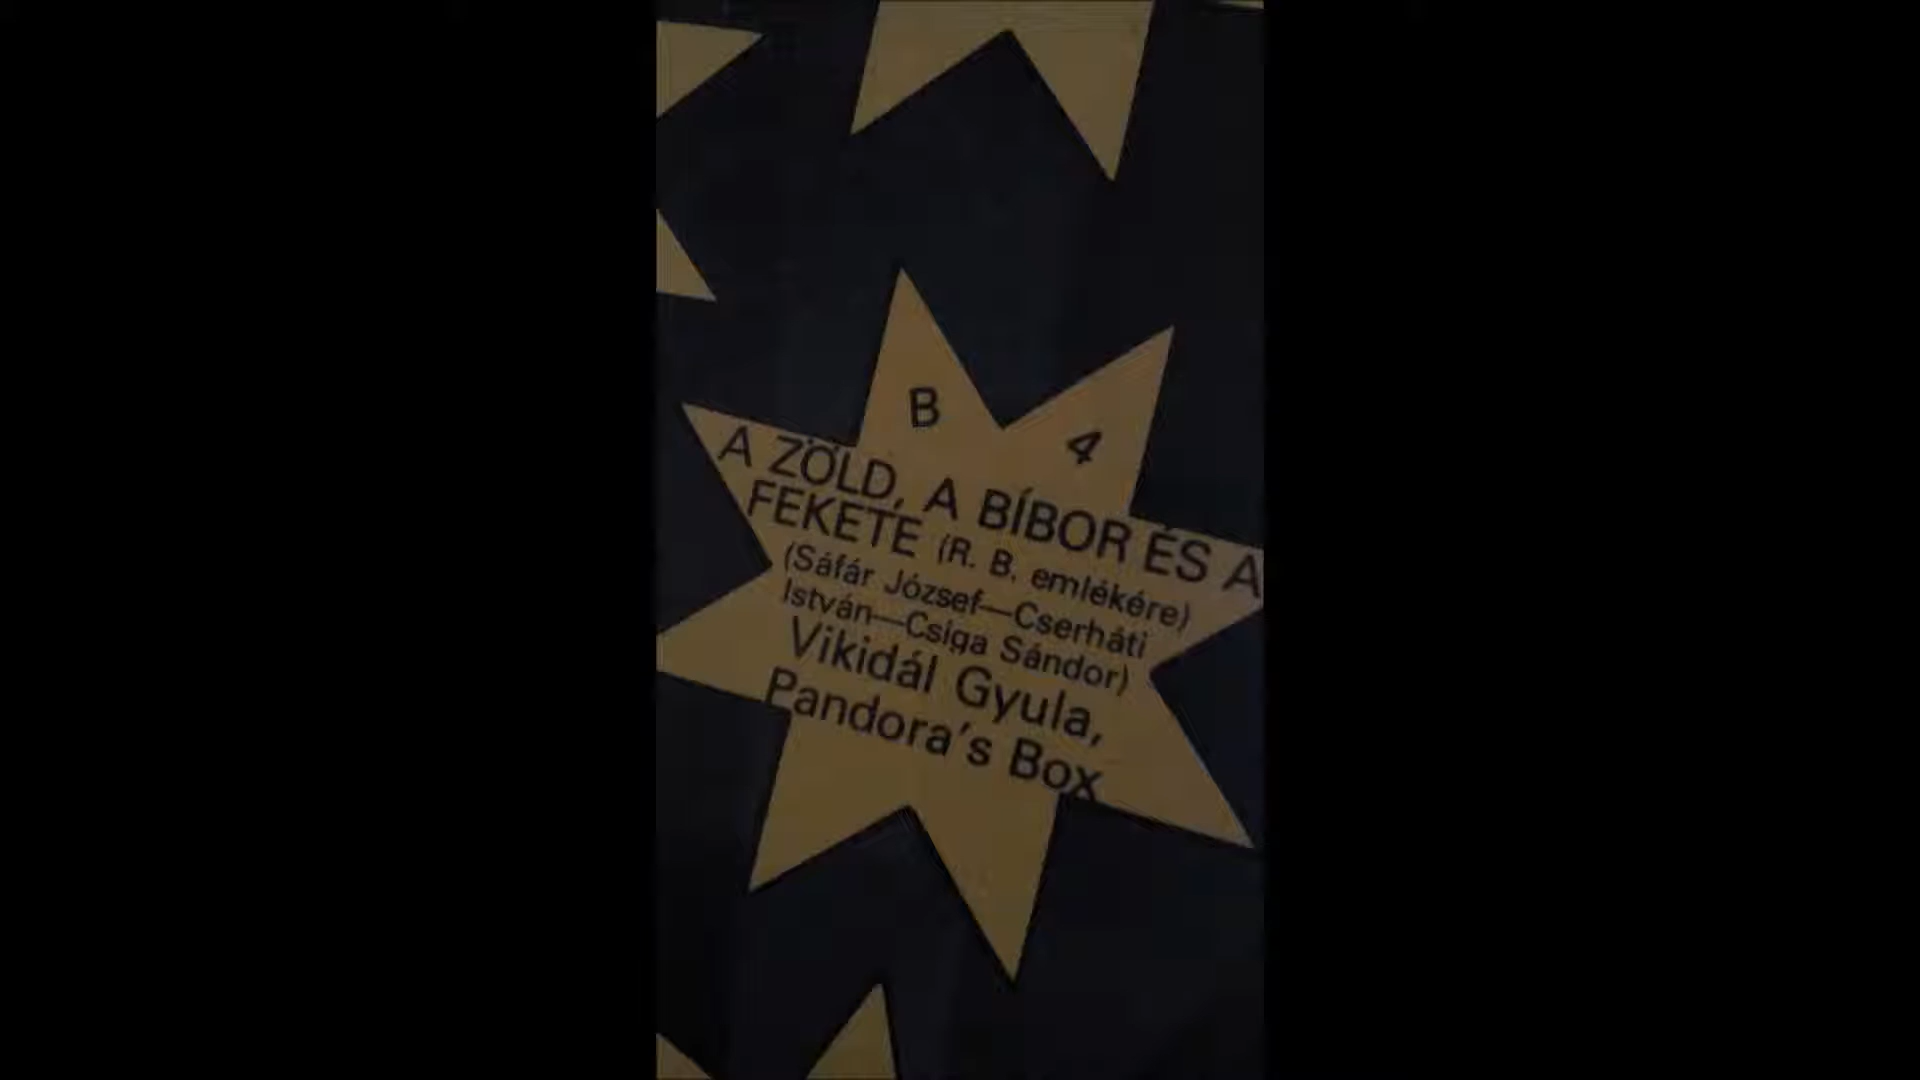 B 4
A ZÖLD, A BÍBOR ÉS A
FEKETE (R. B. emlékére)
(Sáfár József—Cserháti
István—Csiga Sándor)
Vikidál Gyula,
Pandora's Box